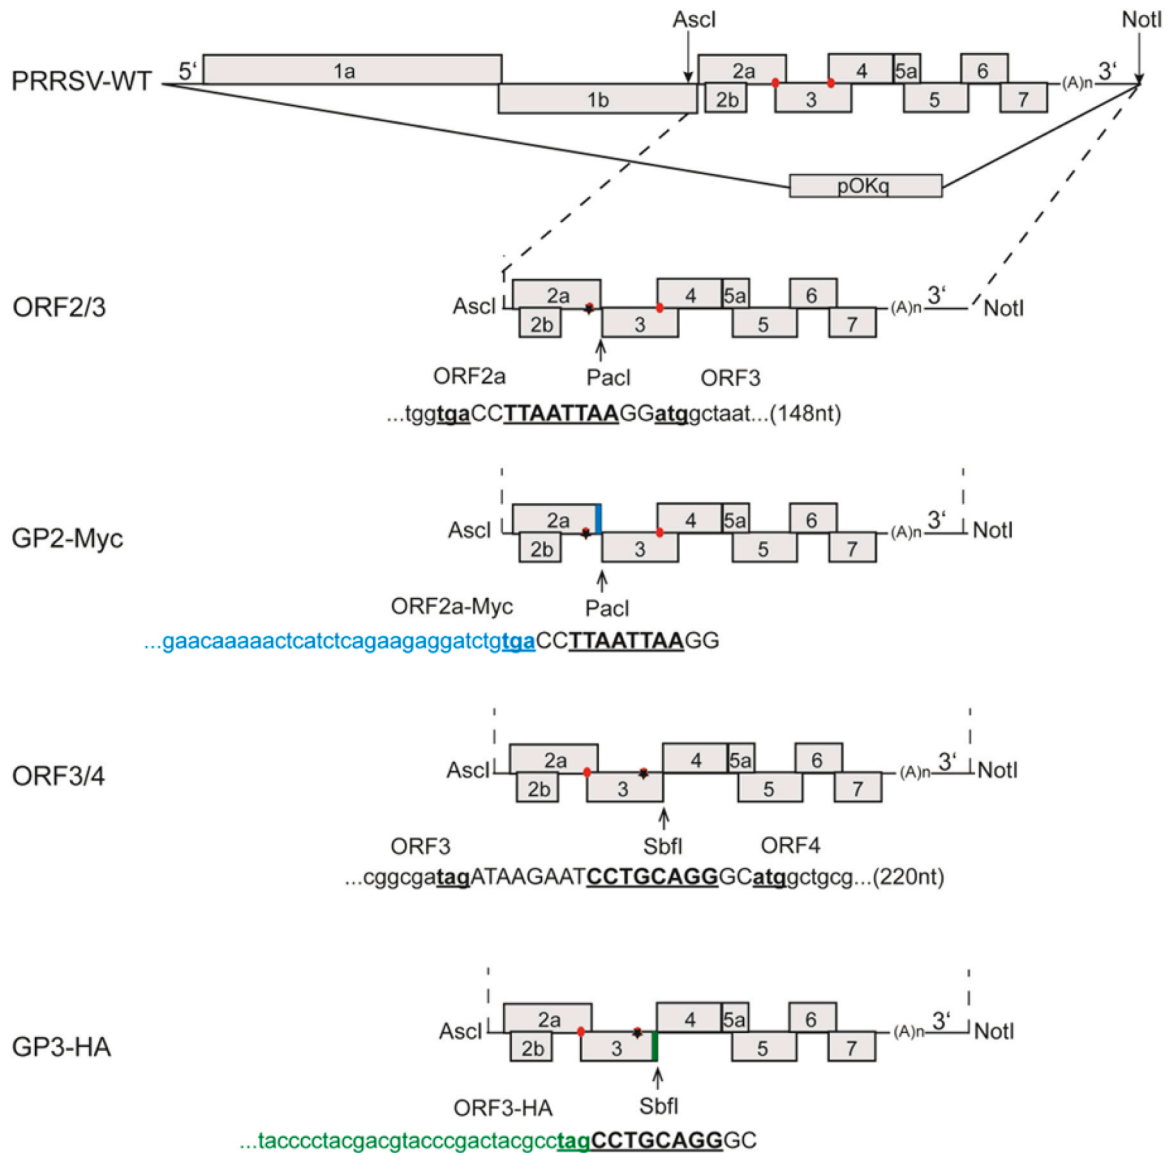 AscI NotI
PRRSV-WT 5‘ 1a 2a 4 5a 6 (A)n 3‘
1b 2b 3 5 7
pOKq
ORF2/3 AscI 2a 4 5a 6 (A)n 3‘ NotI
2b 3 5 7
ORF2a PacI ORF3
...tggtgaCCTTAATTAAGGatggctaat...(148nt)
GP2-Myc AscI 2a 4 5a 6 (A)n 3‘ NotI
2b 3 5 7
ORF2a-Myc PacI
...gaacaaaaactcatctcagaagaggatctgtgaCCTTAATTAAGG
ORF3/4 AscI 2a 4 5a 6 (A)n 3‘ NotI
2b 3 5 7
ORF3 SbfI ORF4
...cggcgatagATAAGAATCCTGCAGGGCatggctgcg...(220nt)
GP3-HA AscI 2a 4 5a 6 (A)n 3‘ NotI
2b 3 5 7
ORF3-HA SbfI
...tacccctacgacgtacccgactacgcctagCCTGCAGGGC